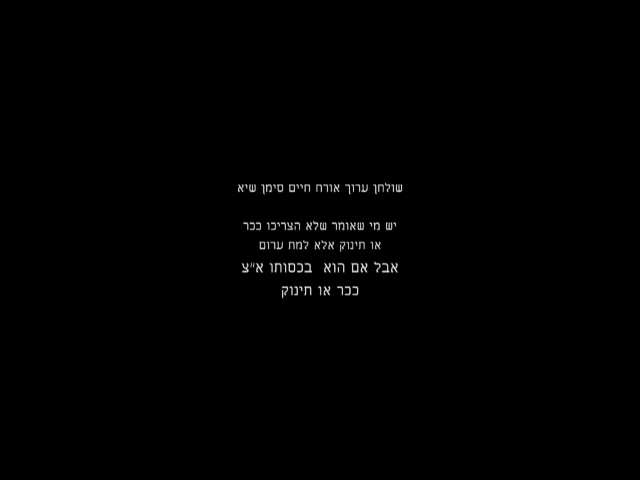 שולחן ערוך אורח חיים סימן שיא
יש מי שאומר שלא הצריכו ככר
או תינוק אלא למת ערום
אבל אם הוא בכסותו א״צ
ככר או תינוק